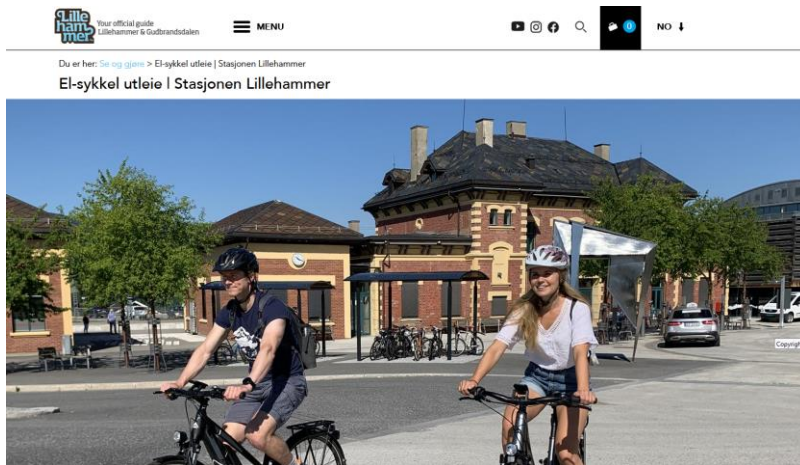 Lille
ham
mer
Your official guide
Lillehammer & Gudbrandsdalen
MENU
0
NO
Du er her: Se og gjøre > El-sykkel utleie | Stasjonen Lillehammer
El-sykkel utleie | Stasjonen Lillehammer
Copyrigh